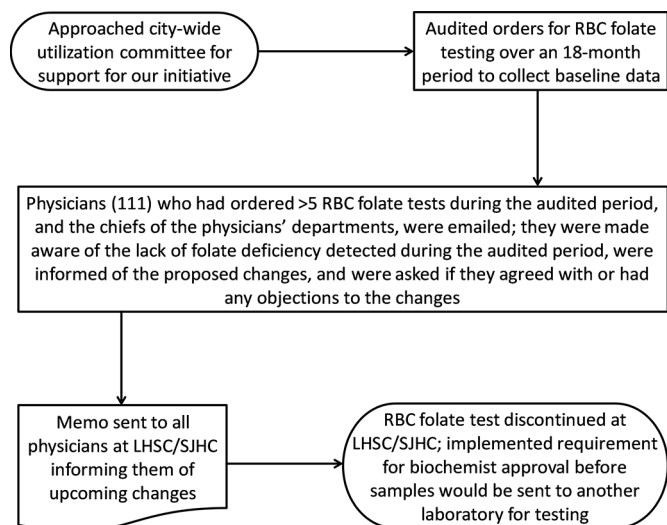 Approached city-wide
utilization committee for
support for our initiative
Audited orders for RBC folate
testing over an 18-month
period to collect baseline data
Physicians (111) who had ordered >5 RBC folate tests during the audited period,
and the chiefs of the physicians’ departments, were emailed; they were made
aware of the lack of folate deficiency detected during the audited period, were
informed of the proposed changes, and were asked if they agreed with or had
any objections to the changes
Memo sent to all
physicians at LHSC/SJHC
informing them of
upcoming changes
RBC folate test discontinued at
LHSC/SJHC; implemented requirement
for biochemist approval before
samples would be sent to another
laboratory for testing